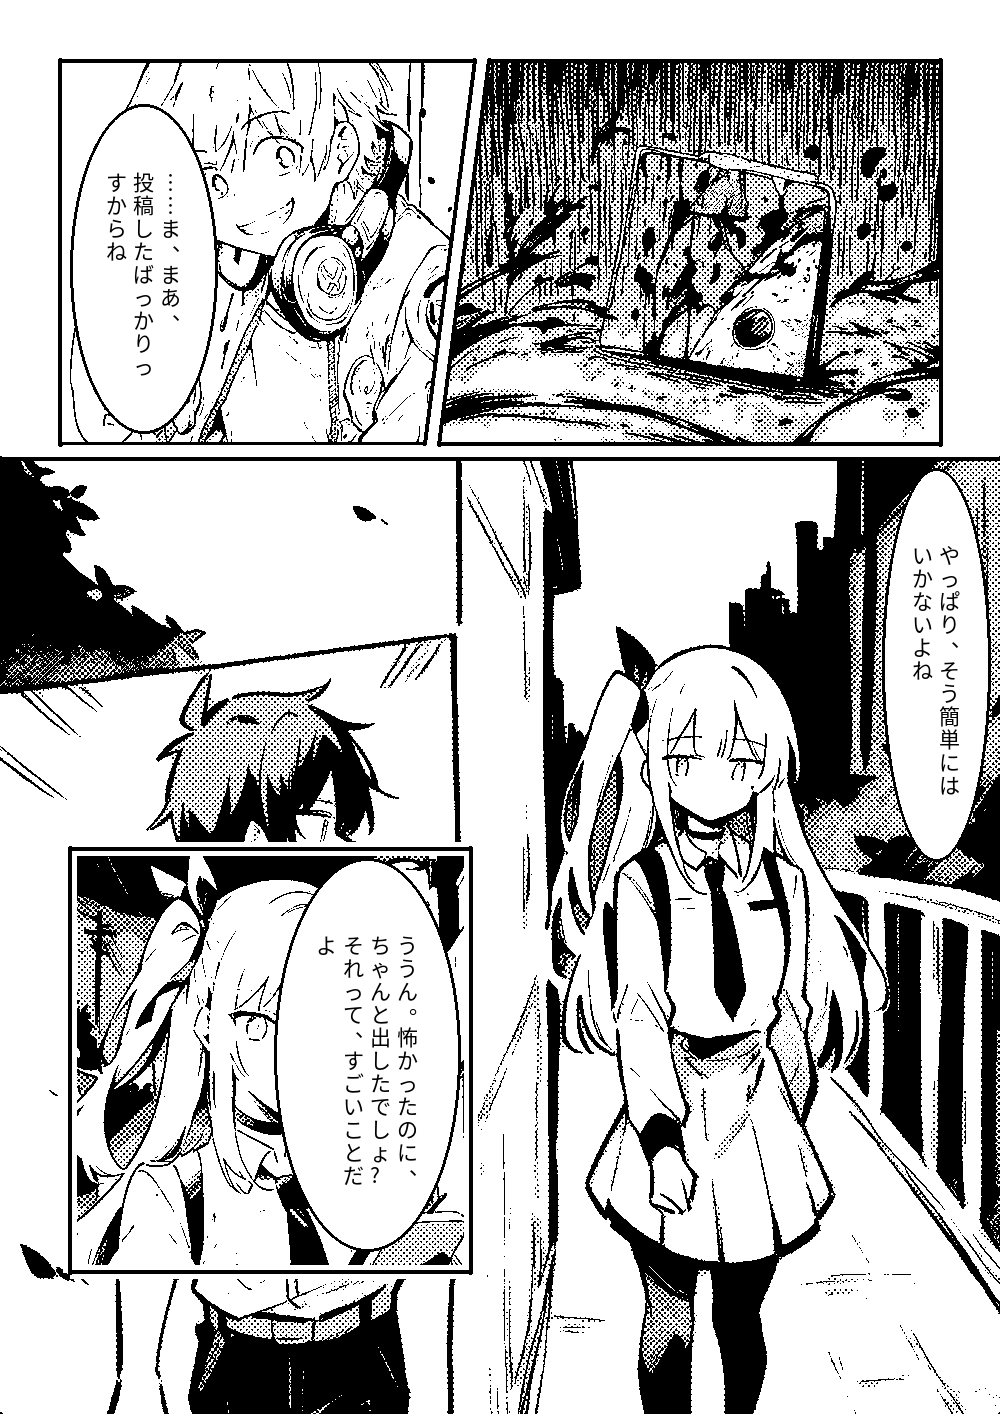 ……ま、まあ、
投稿したばっかりっ
すからね
やっぱり、そう簡単には
いかないよね
ううん。怖かったのに、
ちゃんと出したでしょ?
それって、すごいことだ
よ